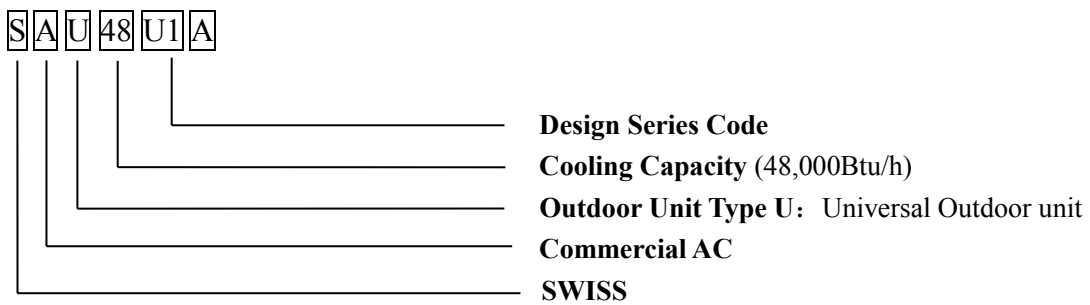 S A U 48 U1 A
Design Series Code
Cooling Capacity (48,000Btu/h)
Outdoor Unit Type U：Universal Outdoor unit
Commercial AC
SWISS